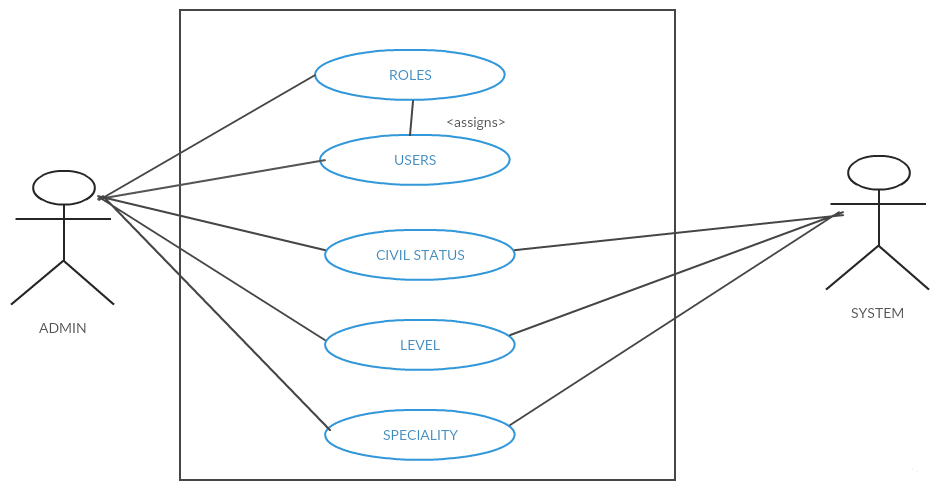 ROLES
<assigns>
USERS
CIVIL STATUS
LEVEL
SPECIALITY
ADMIN
SYSTEM